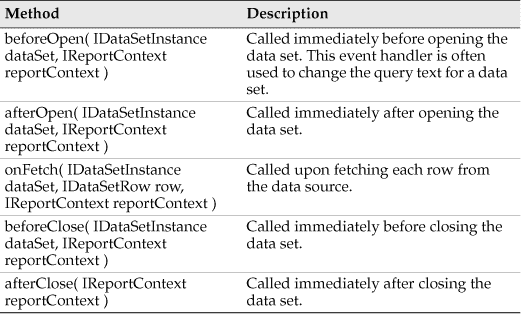 Method Description
beforeOpen( IDataSetInstance
dataSet, IReportContext
reportContext )
Called immediately before opening the
data set. This event handler is often
used to change the query text for a data
set.
afterOpen( IDataSetInstance
dataSet, IReportContext
reportContext )
Called immediately after opening the
data set.
onFetch( IDataSetInstance
dataSet, IDataSetRow row,
IReportContext reportContext )
Called upon fetching each row from
the data source.
beforeClose( IDataSetInstance
dataSet, IReportContext
reportContext )
Called immediately before closing the
data set.
afterClose( IReportContext
reportContext )
Called immediately after closing the
data set.